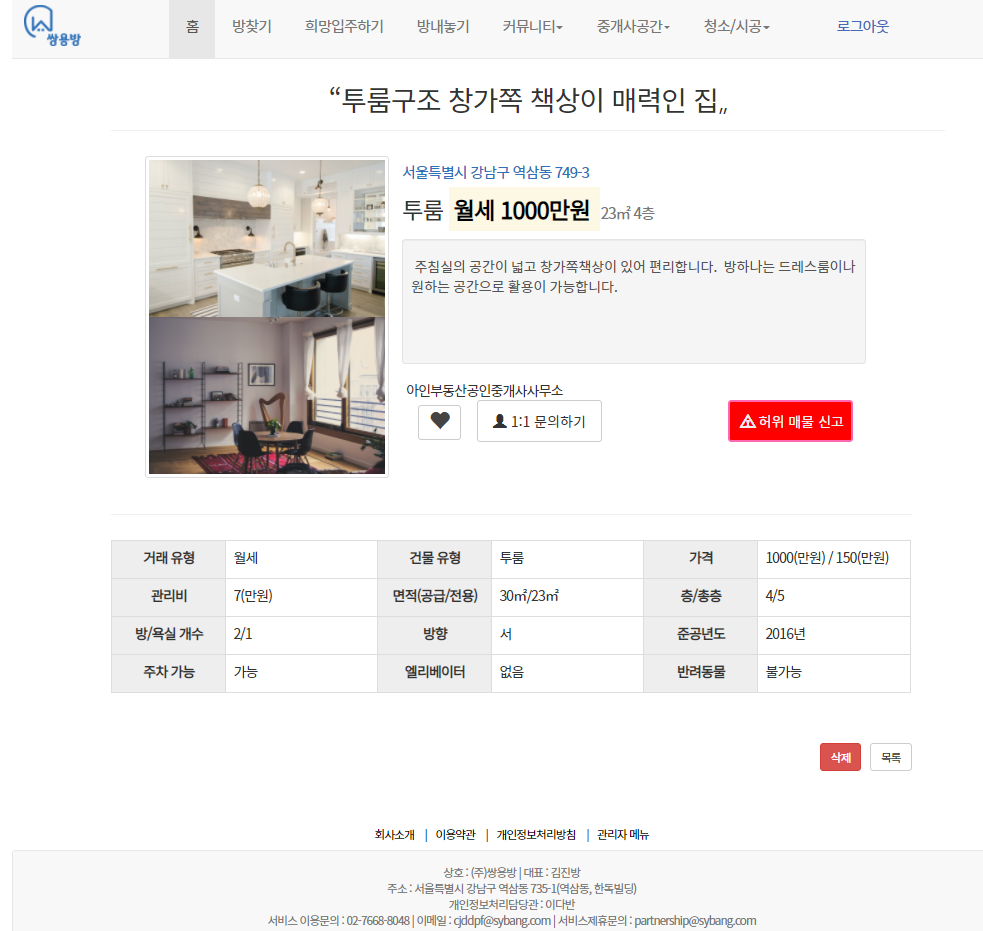 쌍용방
홈 방찾기 희망입주하기 방내놓기 커뮤니티 중개사공간 청소/시공 로그아웃
“투룸구조 창가쪽 책상이 매력인 집„
서울특별시 강남구 역삼동 749-3
투룸 월세 1000만원 23㎡ 4층
주침실의 공간이 넓고 창가쪽책상이 있어 편리합니다. 방하나는 드레스룸이나
원하는 공간으로 활용이 가능합니다.
아인부동산공인중개사사무소
1:1 문의하기 허위 매물 신고
거래 유형 월세 건물 유형 투룸 가격 1000(만원) / 150(만원)
관리비 7(만원) 면적(공급/전용) 30㎡/23㎡ 층/총층 4/5
방/욕실 개수 2/1 방향 서 준공년도 2016년
주차 가능 가능 엘리베이터 없음 반려동물 불가능
삭제 목록
회사소개 | 이용약관 | 개인정보처리방침 | 관리자 메뉴
상호 : (주)쌍용방 | 대표 : 김진방
주소 : 서울특별시 강남구 역삼동 735-1(역삼동, 한독빌딩)
개인정보처리담당관 : 이다반
서비스 이용문의 : 02-7668-8048 | 이메일 : cjddpf@sybang.com | 서비스제휴문의 : partnership@sybang.com